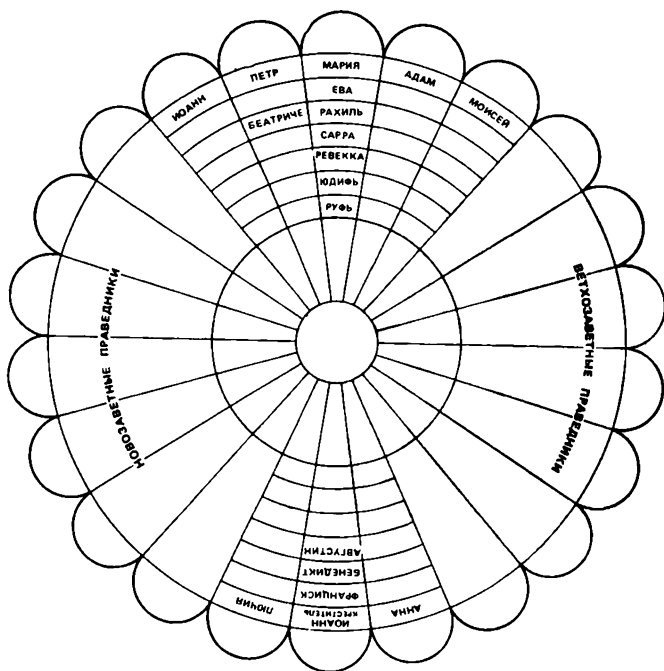 ИОАНН
ПЕТР
МАРИЯ
АДАМ
МОИСЕЙ
ЕВА
БЕАТРИЧЕ
РАХИЛЬ
САРРА
РЕВЕККА
ЮДИФЬ
РУФЬ
НОВОЗАВЕТНЫЕ ПРАВЕДНИКИ
ВЕТХОЗАВЕТНЫЕ ПРАВЕДНИКИ
АВГУСТИН
БЕНЕДИКТ
ФРАНЦИСК
ЛЮЧИЯ
ИОАНН
КРЕСТИТЕЛЬ
АННА